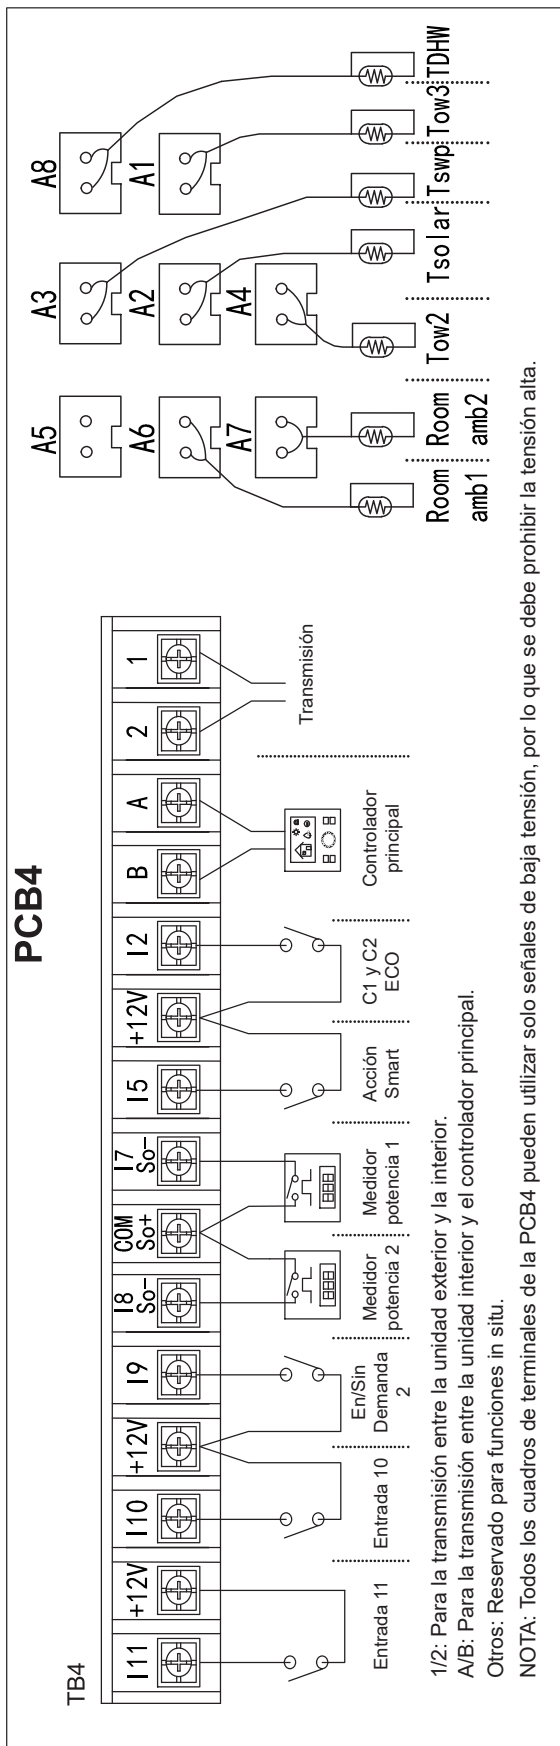 PCB4
TB4
I11
+12V
I10
+12V
I9
I8
So-
COM
So+
I7
So-
I5
+12V
I2
B
A
2
1
Entrada 11
Entrada 10
En/Sin
Demanda
2
Medidor
potencia 2
Medidor
potencia 1
Acción
Smart
C1 y C2
ECO
Controlador
principal
Transmisión
A5
A6
A7
A3
A2
A4
A8
A1
Room
amb1
Room
amb2
Tow2
Tsolar
Tswp
Tow3
TDHW
1/2: Para la transmisión entre la unidad exterior y la interior.
A/B: Para la transmisión entre la unidad interior y el controlador principal.
Otros: Reservado para funciones in situ.
NOTA: Todos los cuadros de terminales de la PCB4 pueden utilizar solo señales de baja tensión, por lo que se debe prohibir la tensión alta.